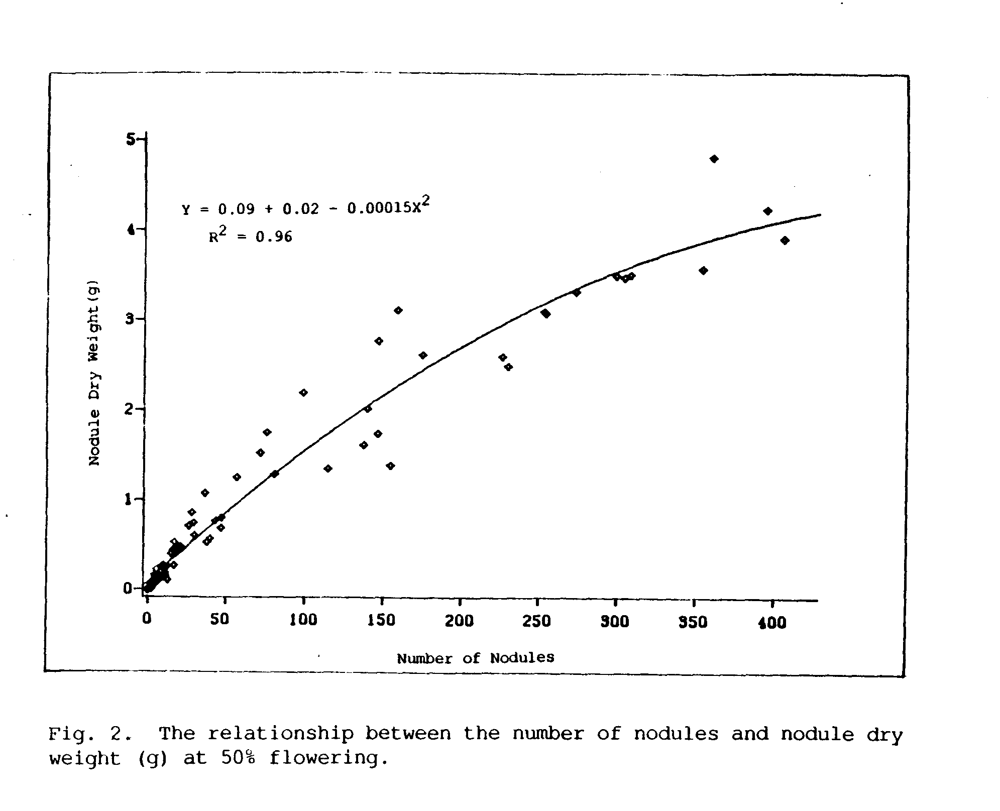 5
Y = 0.09 + 0.02 - 0.00015X²
4
R² = 0.96
Nodule Dry Weight(g)
3
2
1
0
0 50 100 150 200 250 300 350 400
Number of Nodules
Fig. 2. The relationship between the number of nodules and nodule dry
weight (g) at 50% flowering.